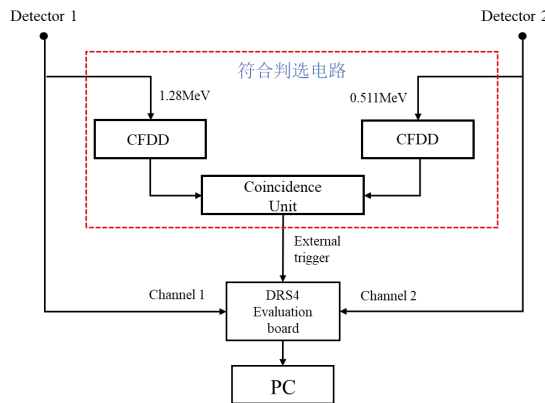 Detector 1
Detector 2
符合判选电路
1.28MeV
0.511MeV
CFDD
CFDD
Coincidence
Unit
External
trigger
Channel 1
DRS4
Evaluation
board
Channel 2
PC